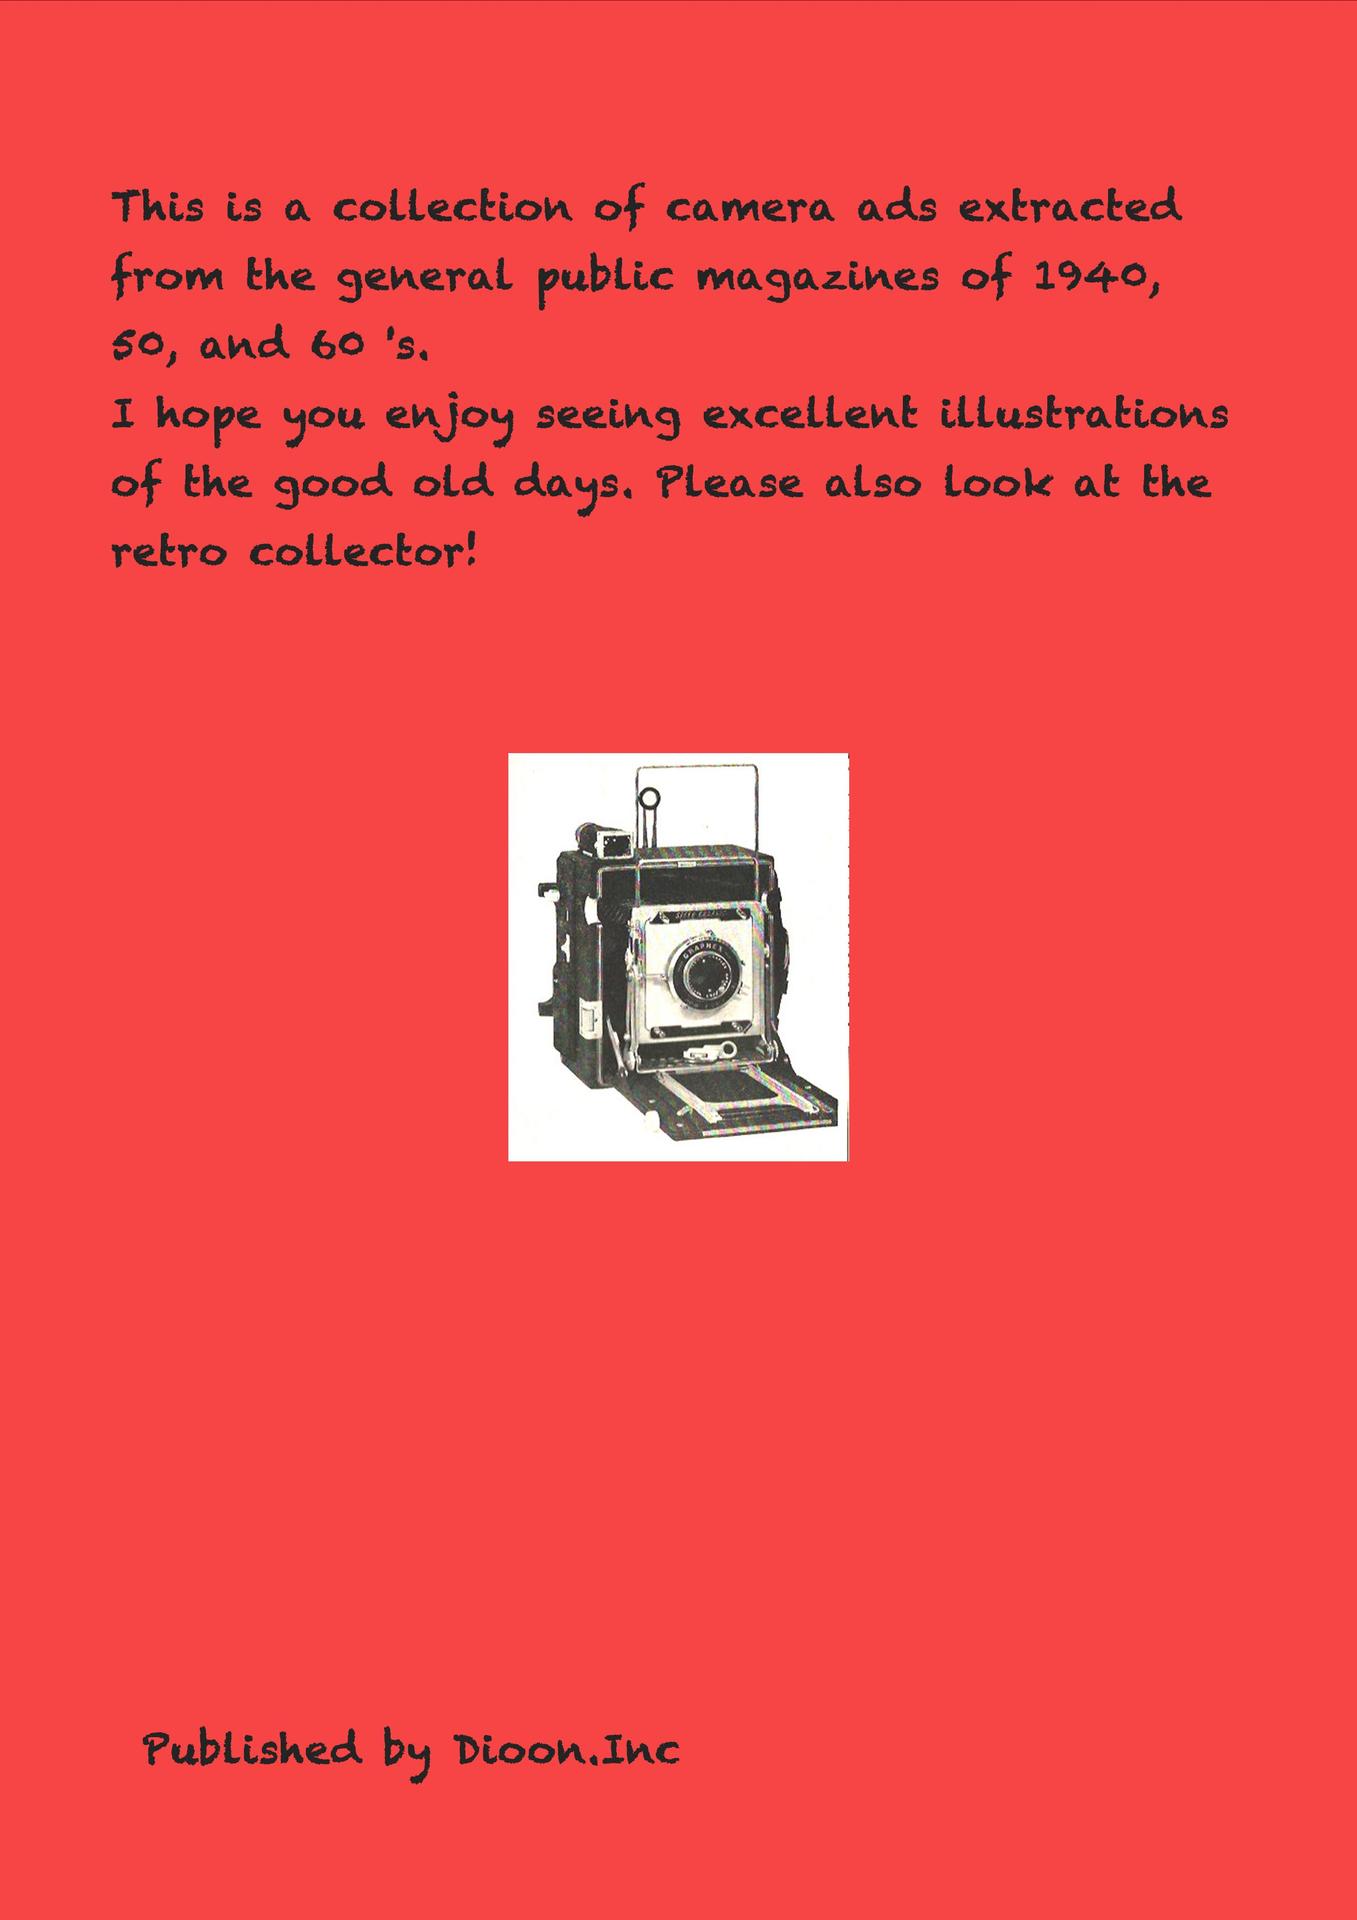 This is a collection of camera ads extracted
from the general public magazines of 1940,
50, and 60 's.
I hope you enjoy seeing excellent illustrations
of the good old days. Please also look at the
retro collector!
GRAPHEX
Published by Dioon.Inc